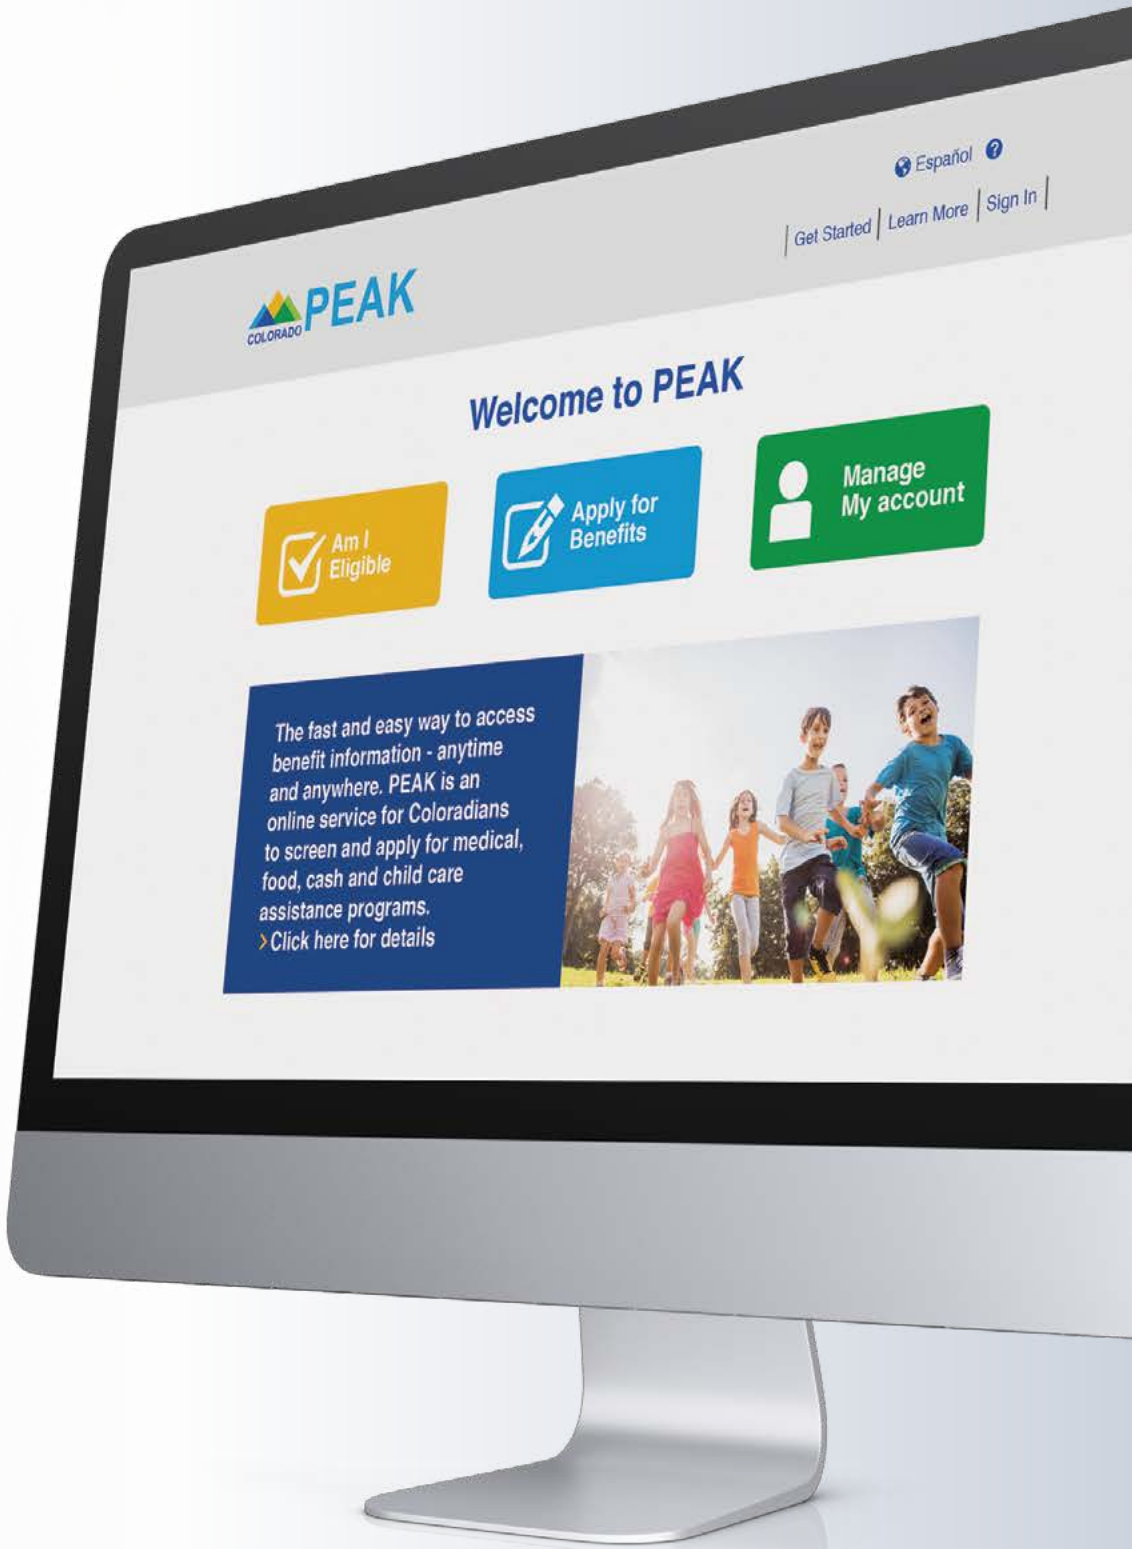 Español ?
Get Started | Learn More | Sign In |
COLORADO PEAK
Welcome to PEAK
Am I
Eligible
Apply for
Benefits
Manage
My account
The fast and easy way to access
benefit information - anytime
and anywhere. PEAK is an
online service for Coloradians
to screen and apply for medical,
food, cash and child care
assistance programs.
>Click here for details